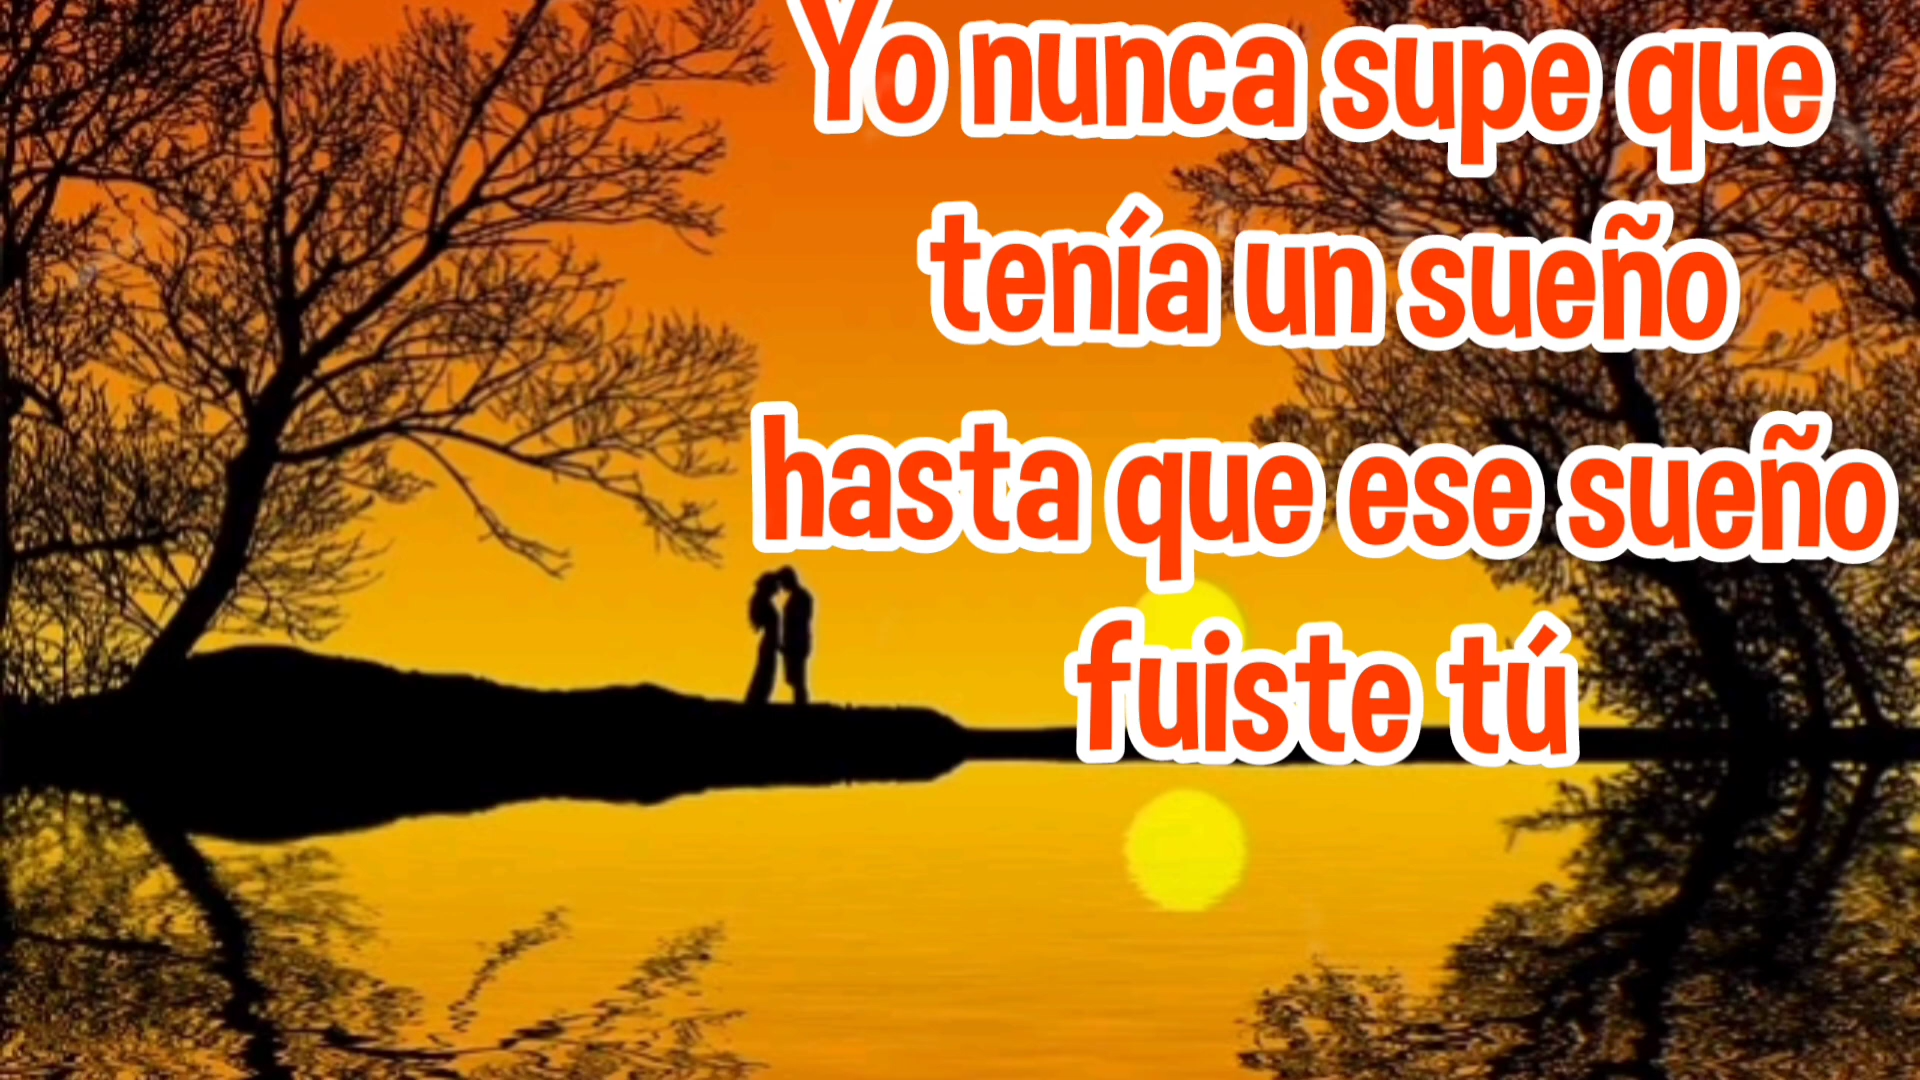 Yo nunca supe que
tenía un sueño
hasta que ese sueño
fuiste tú